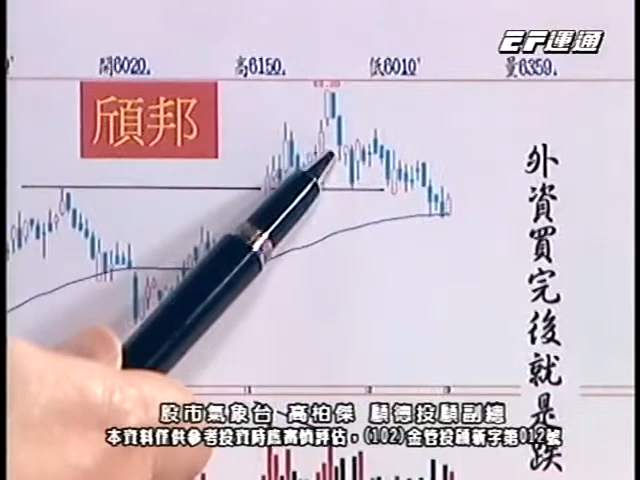 EF運通
開6020. 高6150. 低6010' 量6359.
頎邦
外資買完後就是跌
股市氣象台 高柏傑 顧德投顧副總
本資料僅供參考投資時應審慎評估，(102)金管投顧新字第012號